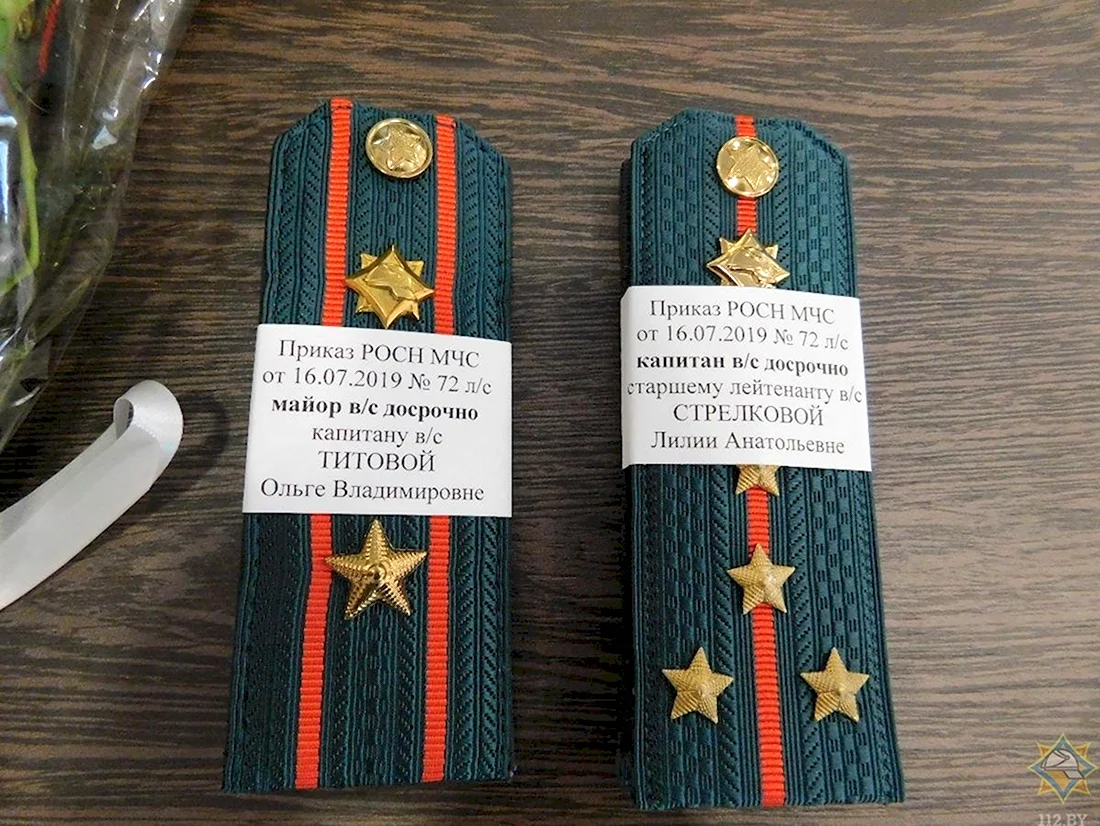 Приказ РОСН МЧС
от 16.07.2019 № 72 л/с
майор в/с досрочно
капитану в/с
ТИТОВОЙ
Ольге Владимировне
Приказ РОСН МЧС
от 16.07.2019 № 72 л/с
капитан в/с досрочно
старшему лейтенанту в/с
СТРЕЛКОВОЙ
Лилии Анатольевне
112.BY